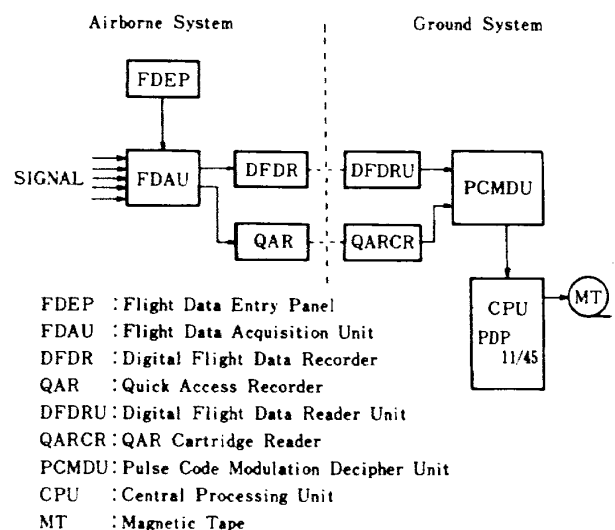 Airborne System
Ground System
FDEP
SIGNAL
FDAU
DFDR
DFDRU
PCMDU
QAR
QARCR
CPU
PDP
11/45
MT
FDEP : Flight Data Entry Panel
FDAU : Flight Data Acquisition Unit
DFDR : Digital Flight Data Recorder
QAR : Quick Access Recorder
DFDRU : Digital Flight Data Reader Unit
QARCR : QAR Cartridge Reader
PCMDU : Pulse Code Modulation Decipher Unit
CPU : Central Processing Unit
MT : Magnetic Tape